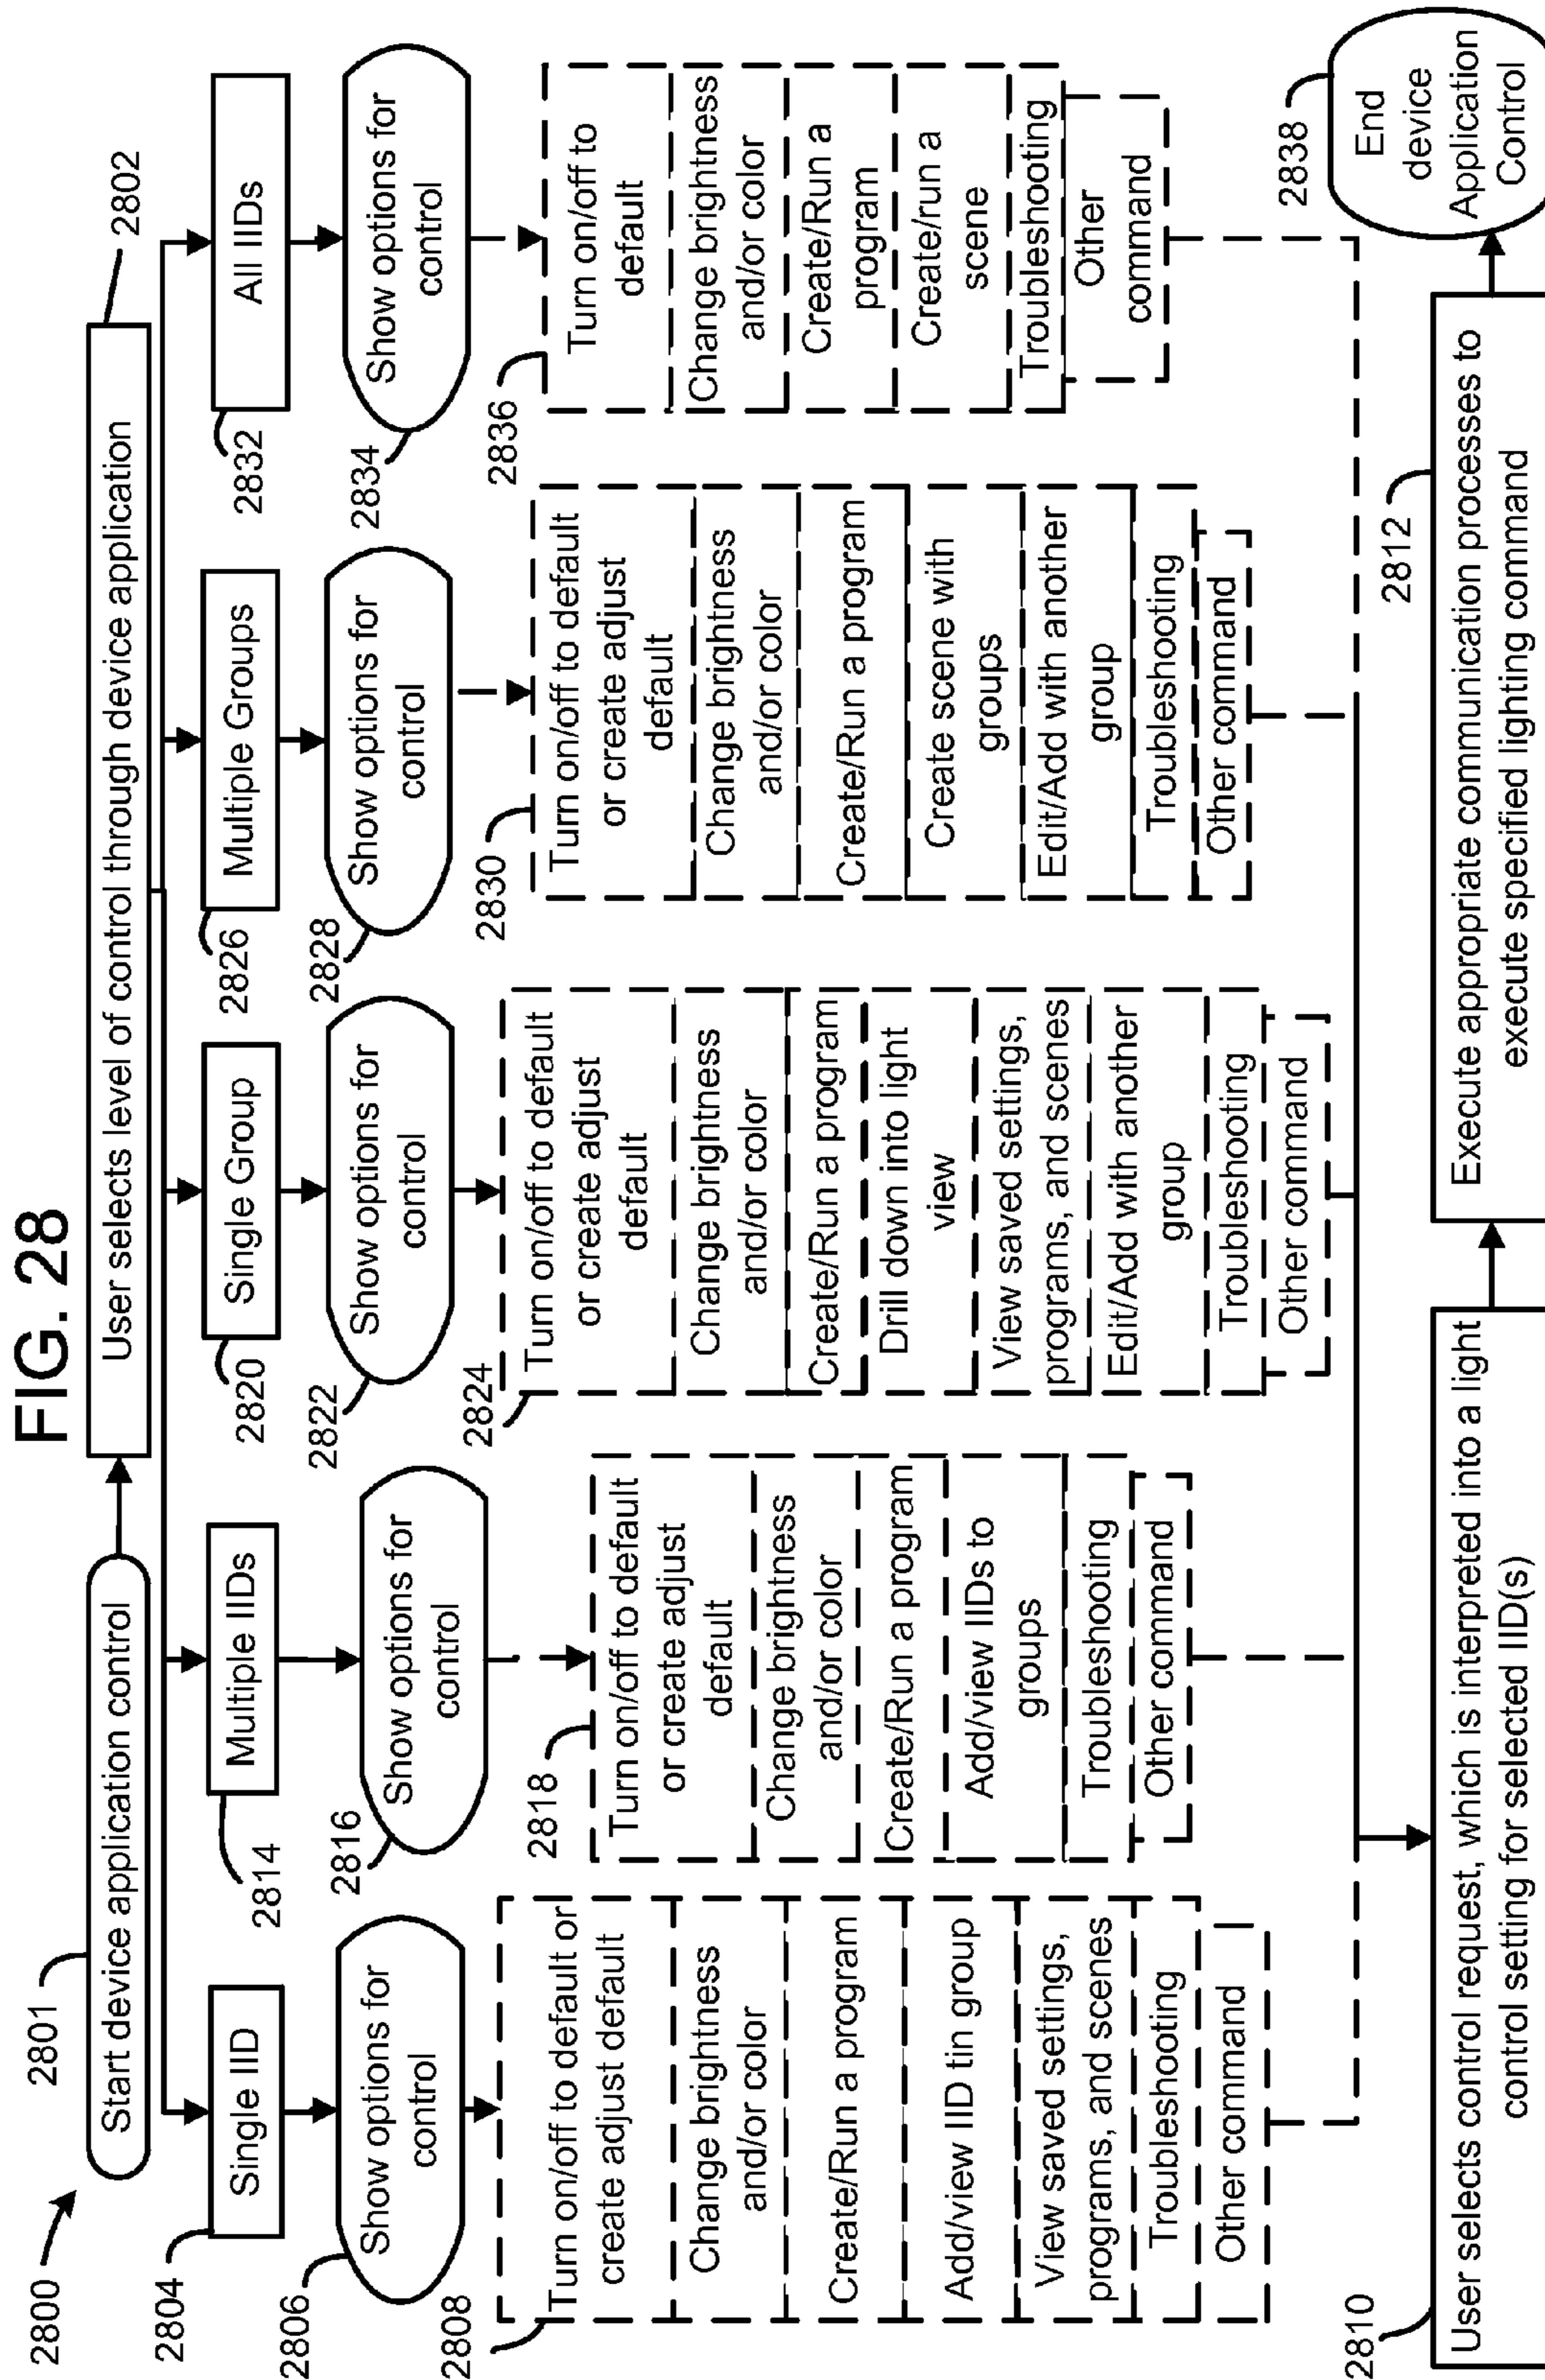 FIG. 28
2800
2801
Start device application control
User selects level of control through device application
2802
2804
Single IID
2806
Show options for
control
2808
Turn on/off to default or
create adjust default
Change brightness
and/or color
Create/Run a program
Add/view IID tin group
View saved settings,
programs, and scenes
Troubleshooting
Other command
2814
Multiple IIDs
2816
Show options for
control
2818
Turn on/off to default
or create adjust
default
Change brightness
and/or color
Create/Run a program
Add/view IIDs to
groups
Troubleshooting
Other command
2820
Single Group
2822
Show options for
control
2824
Turn on/off to default
or create adjust
default
Change brightness
and/or color
Create/Run a program
Drill down into light
view
View saved settings,
programs, and scenes
Edit/Add with another
group
Troubleshooting
Other command
2826
Multiple Groups
2828
Show options for
control
2830
Turn on/off to default
or create adjust
default
Change brightness
and/or color
Create/Run a program
Create scene with
groups
Edit/Add with another
group
Troubleshooting
Other command
2832
All IIDs
2834
Show options for
control
2836
Turn on/off to
default
Change brightness
and/or color
Create/Run a
program
Create/run a
scene
Troubleshooting
Other
command
2810
User selects control request, which is interpreted into a light
control setting for selected IID(s)
2812
Execute appropriate communication processes to
execute specified lighting command
2838
End
device
Application
Control